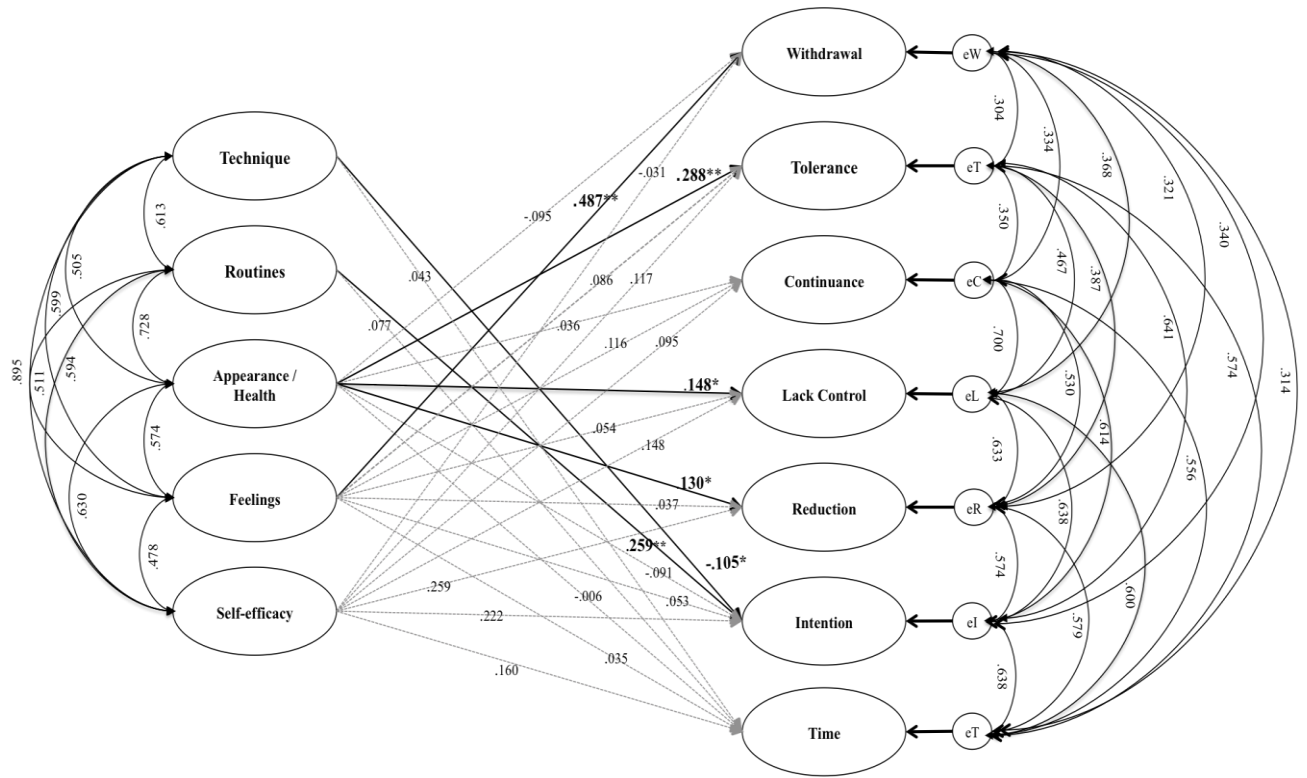 Technique
Routines
Appearance /
Health
Feelings
Self-efficacy
.613
.505
.599
.728
.895
.511
.594
.574
.630
.478
-.095
.487**
-.031
.288**
.043
.086
.117
.077
.036
.116
.095
.148*
.054
.148
.130*
.037
.259**
-.105*
-.091
.259
-.006
.053
.222
.035
.160
Withdrawal
Tolerance
Continuance
Lack Control
Reduction
Intention
Time
eW
eT
eC
eL
eR
eI
eT
.304
.334
.368
.321
.340
.314
.350
.467
.387
.641
.574
.700
.530
.614
.556
.633
.638
.600
.574
.579
.638